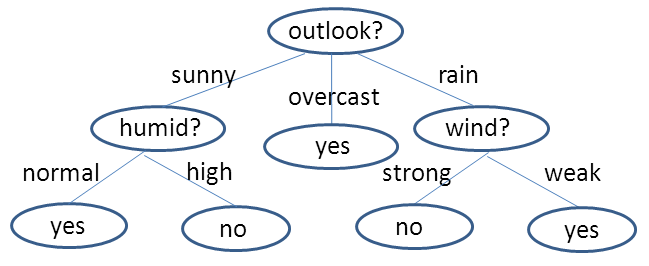 outlook?
sunny
rain
overcast
humid?
yes
wind?
normal
high
strong
weak
yes
no
no
yes